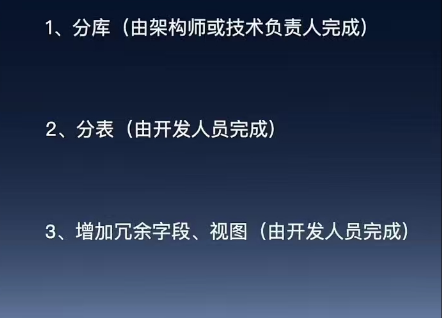 1、分库（由架构师或技术负责人完成）
2、分表（由开发人员完成）
3、增加冗余字段、视图（由开发人员完成）